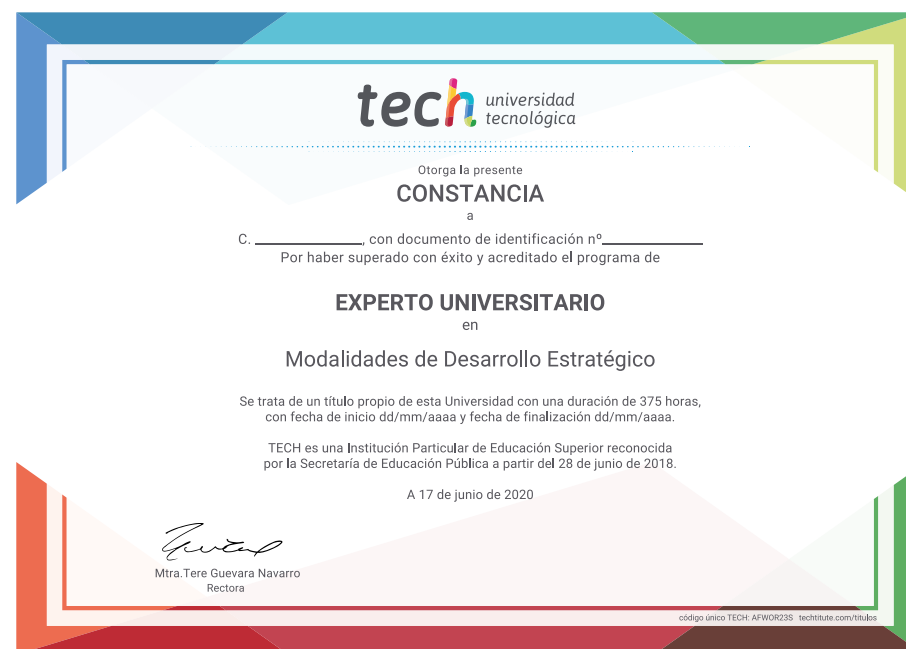 tech universidad
tecnológica
Otorga la presente
CONSTANCIA
a
C. ______________, con documento de identificación nº_____________
Por haber superado con éxito y acreditado el programa de
EXPERTO UNIVERSITARIO
en
Modalidades de Desarrollo Estratégico
Se trata de un título propio de esta Universidad con una duración de 375 horas,
con fecha de inicio dd/mm/aaaa y fecha de finalización dd/mm/aaaa.
TECH es una Institución Particular de Educación Superior reconocida
por la Secretaría de Educación Pública a partir del 28 de junio de 2018.
A 17 de junio de 2020
Mtra.Tere Guevara Navarro
Rectora
código único TECH: AFWOR23S techtitute.com/titulos